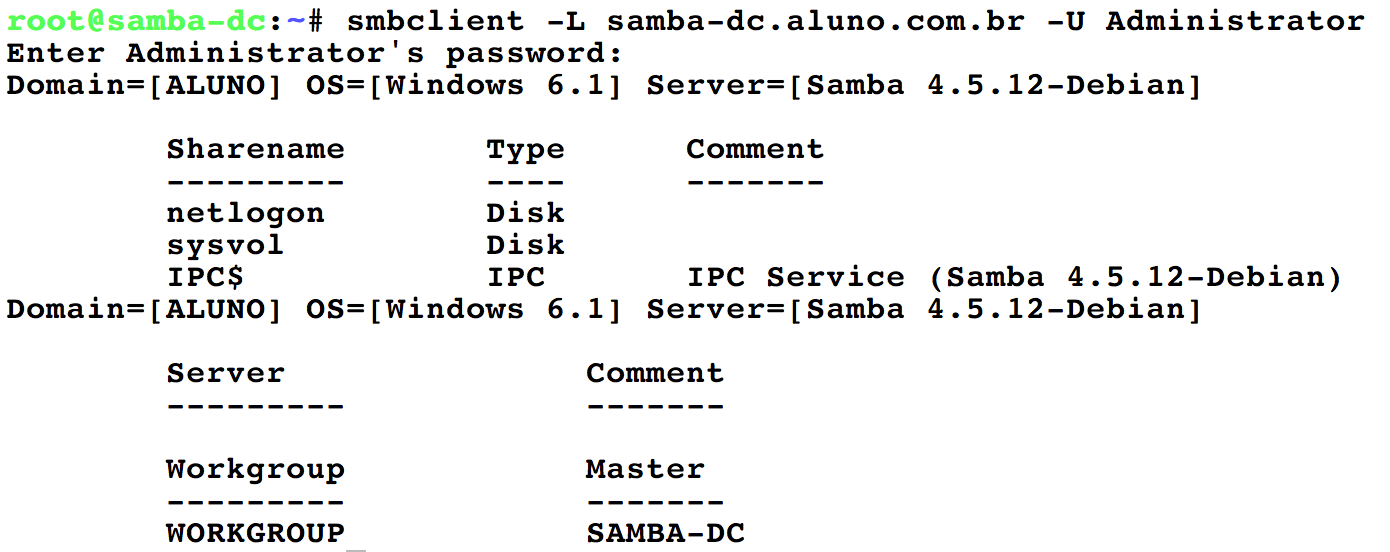 root@samba-dc:~# smbclient -L samba-dc.aluno.com.br -U Administrator
Enter Administrator's password:
Domain=[ALUNO] OS=[Windows 6.1] Server=[Samba 4.5.12-Debian]
Sharename Type Comment
--------- ---- -------
netlogon Disk
sysvol Disk
IPC$ IPC IPC Service (Samba 4.5.12-Debian)
Domain=[ALUNO] OS=[Windows 6.1] Server=[Samba 4.5.12-Debian]
Server Comment
--------- -------
Workgroup Master
--------- -------
WORKGROUP SAMBA-DC